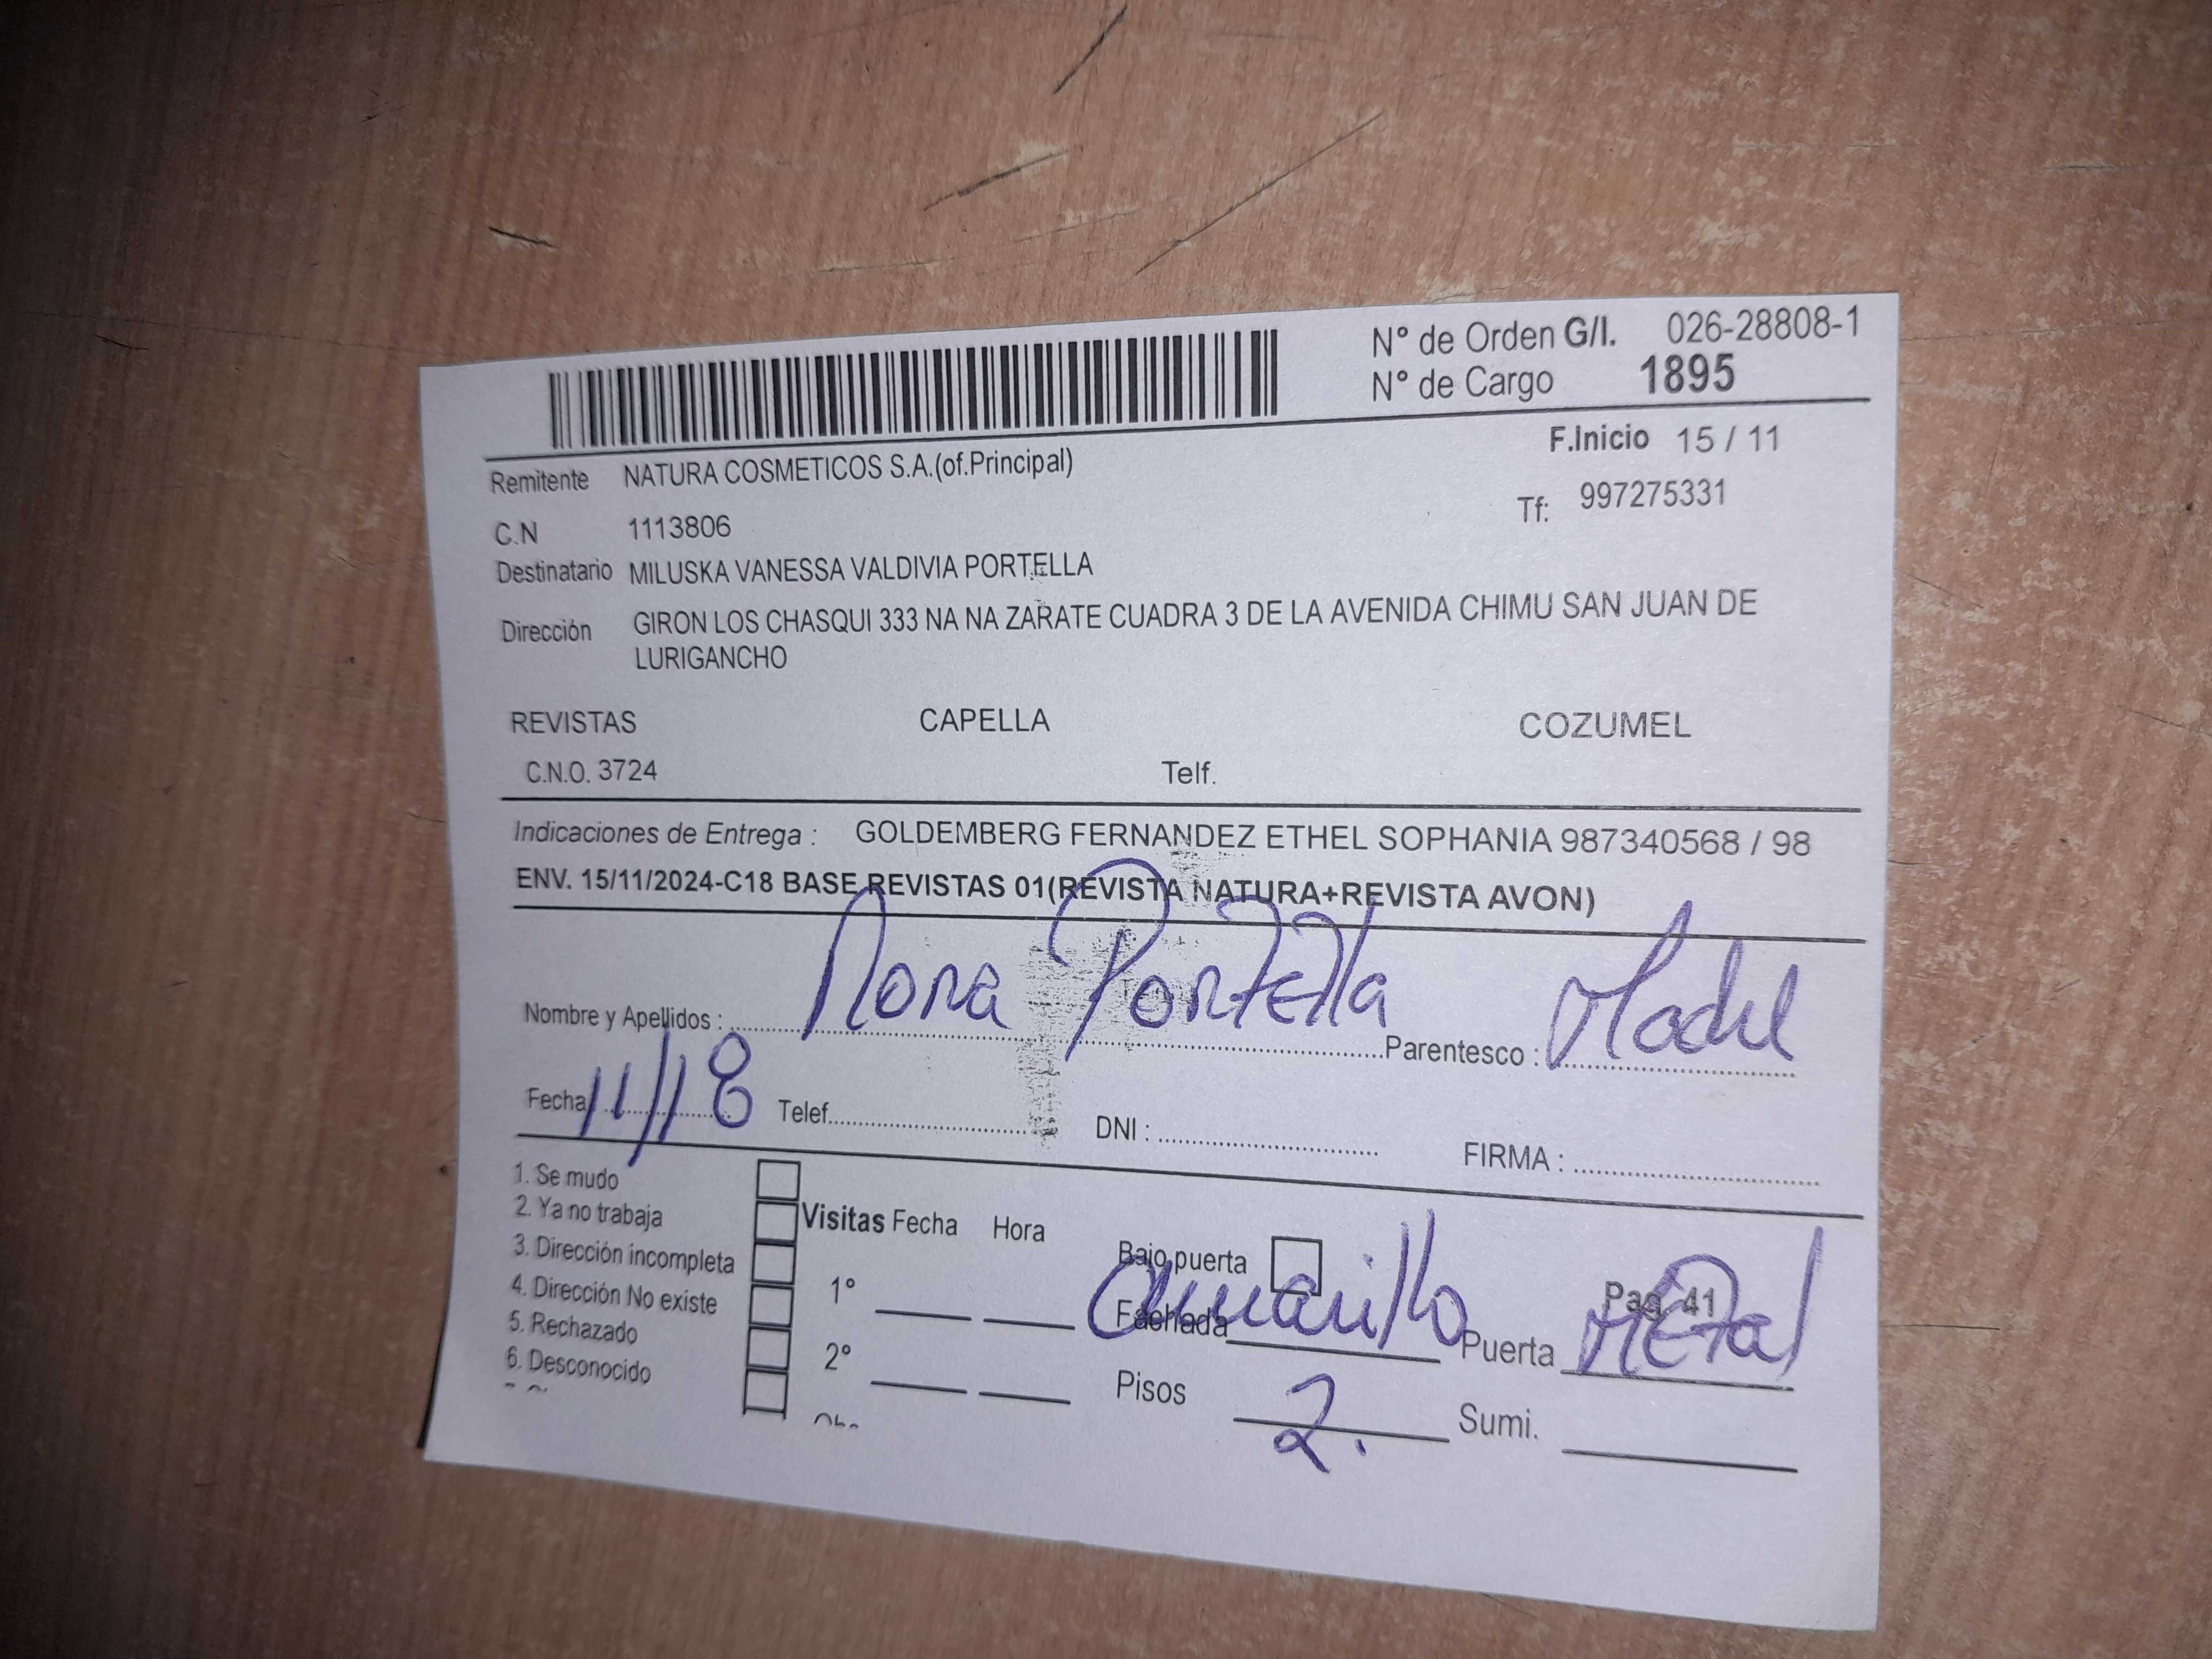 N° de Orden G/I. 026-28808-1
N° de Cargo 1895
F.Inicio 15 / 11
Remitente NATURA COSMETICOS S.A.(of.Principal)
Tf: 997275331
C.N 1113806
Destinatario MILUSKA VANESSA VALDIVIA PORTELLA
Dirección GIRON LOS CHASQUI 333 NA NA ZARATE CUADRA 3 DE LA AVENIDA CHIMU SAN JUAN DE
LURIGANCHO
REVISTAS CAPELLA COZUMEL
C.N.O. 3724 Telf.
Indicaciones de Entrega : GOLDEMBERG FERNANDEZ ETHEL SOPHANIA 987340568 / 98
ENV. 15/11/2024-C18 BASE REVISTAS 01(REVISTA NATURA+REVISTA AVON)
Nombre y Apellidos : Portella Parentesco :
Fecha 11/18 Telef. DNI : FIRMA :
1. Se mudo
2. Ya no trabaja
3. Dirección incompleta
4. Dirección No existe
5. Rechazado
6. Desconocido
Visitas Fecha Hora
1°
2°
Bajo puerta
Pag. 41
Fachada amarillo Puerta Metal
Pisos 2. Sumi.